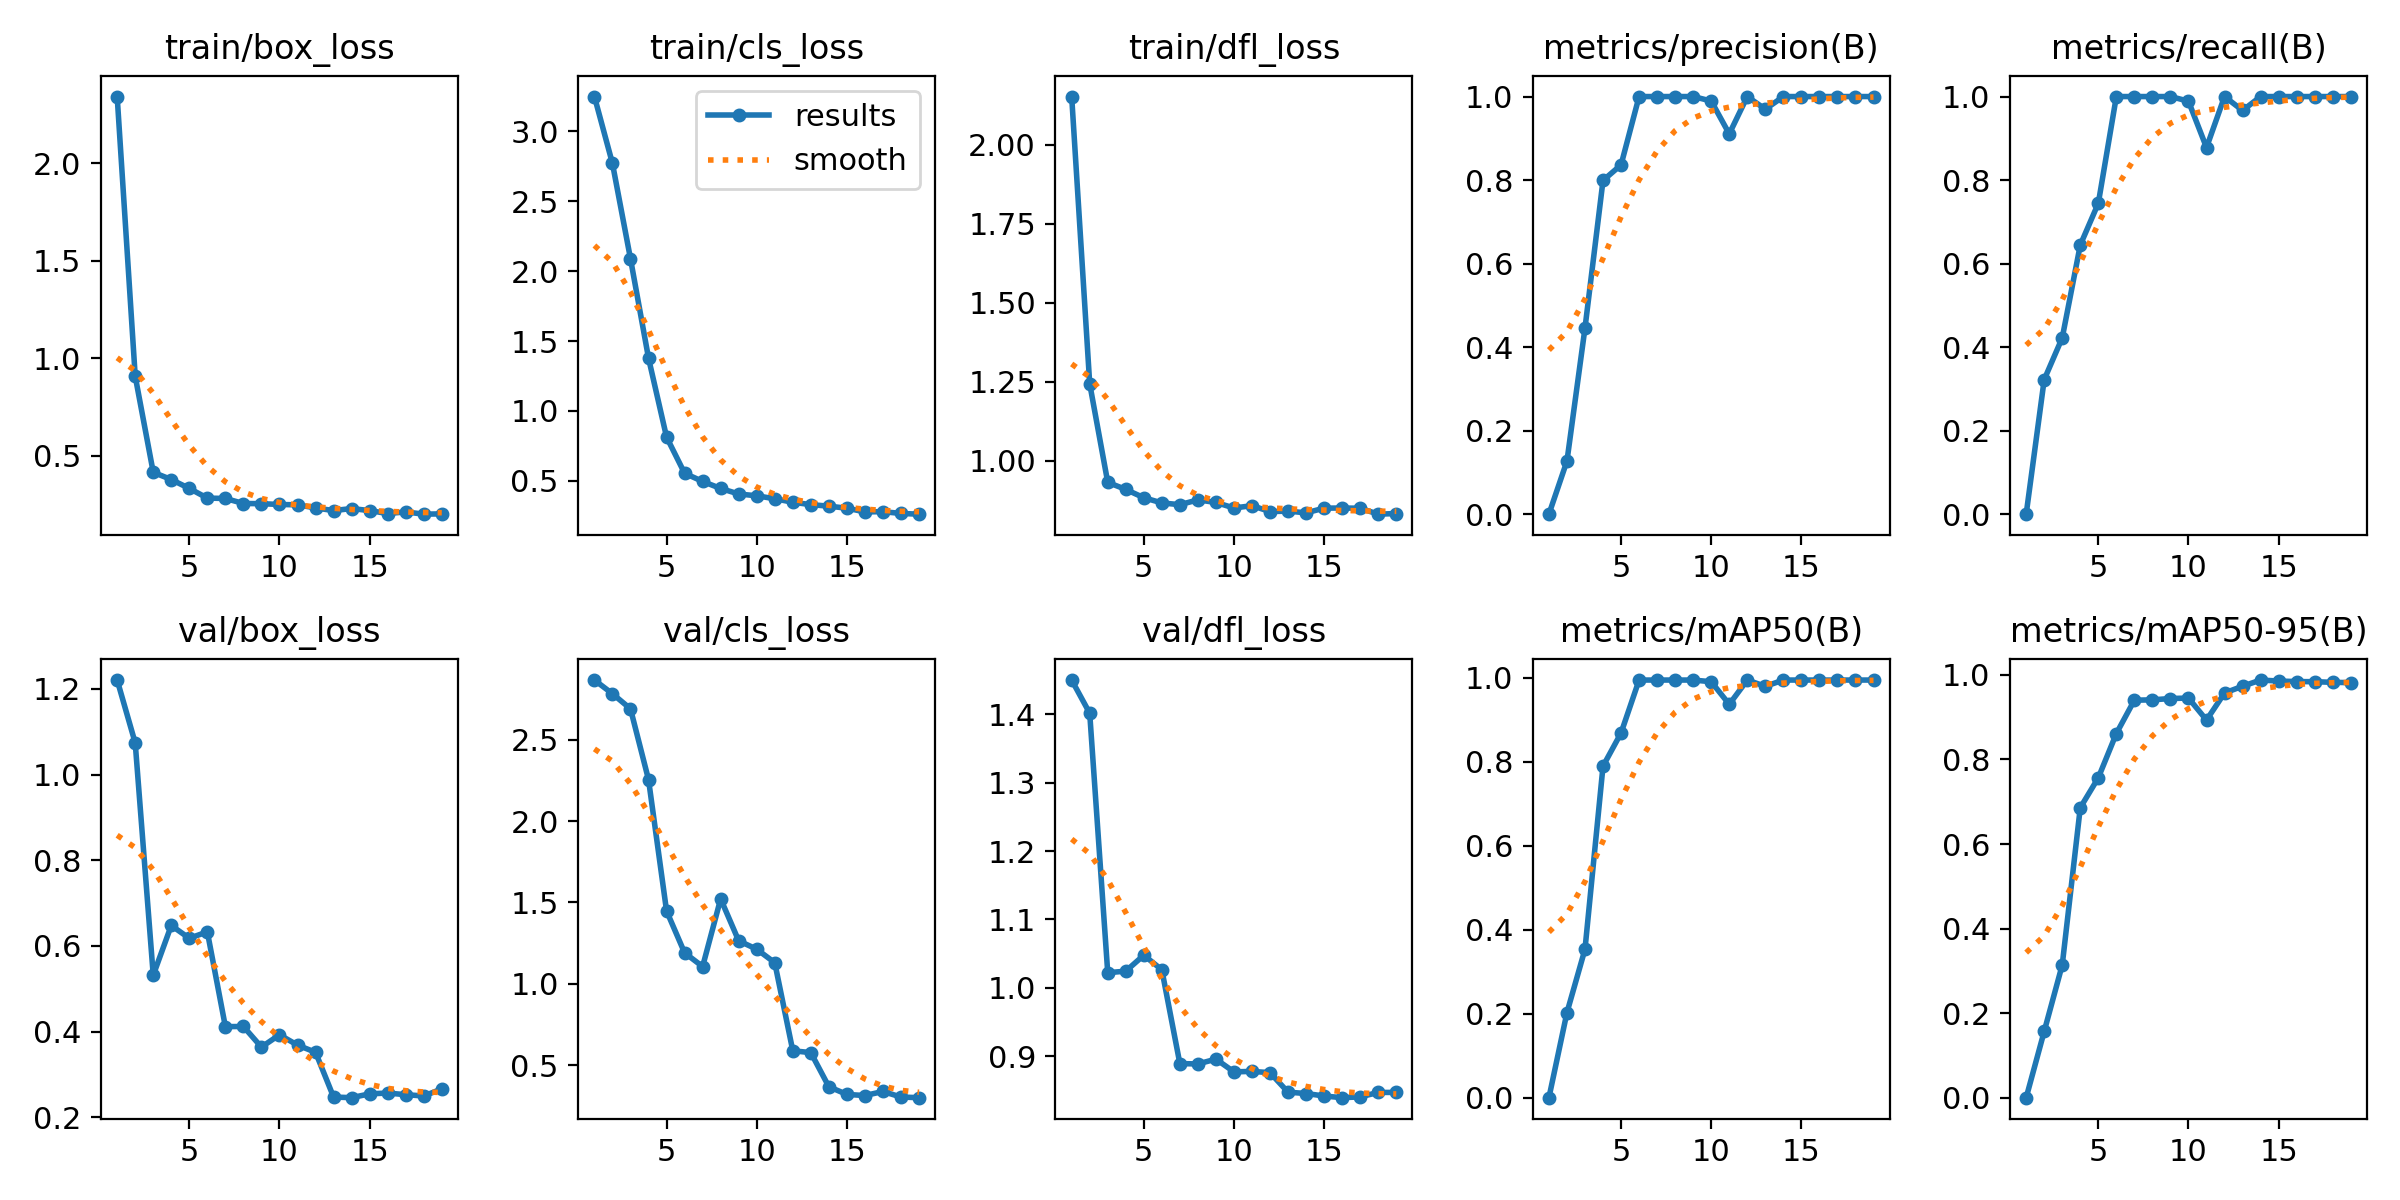 train/box_loss
2.0
1.5
1.0
0.5
5 10 15
train/cls_loss
results
smooth
3.0
2.5
2.0
1.5
1.0
0.5
5 10 15
train/dfl_loss
2.00
1.75
1.50
1.25
1.00
5 10 15
metrics/precision(B)
1.0
0.8
0.6
0.4
0.2
0.0
5 10 15
metrics/recall(B)
1.0
0.8
0.6
0.4
0.2
0.0
5 10 15
val/box_loss
1.2
1.0
0.8
0.6
0.4
0.2
5 10 15
val/cls_loss
2.5
2.0
1.5
1.0
0.5
5 10 15
val/dfl_loss
1.4
1.3
1.2
1.1
1.0
0.9
5 10 15
metrics/mAP50(B)
1.0
0.8
0.6
0.4
0.2
0.0
5 10 15
metrics/mAP50-95(B)
1.0
0.8
0.6
0.4
0.2
0.0
5 10 15